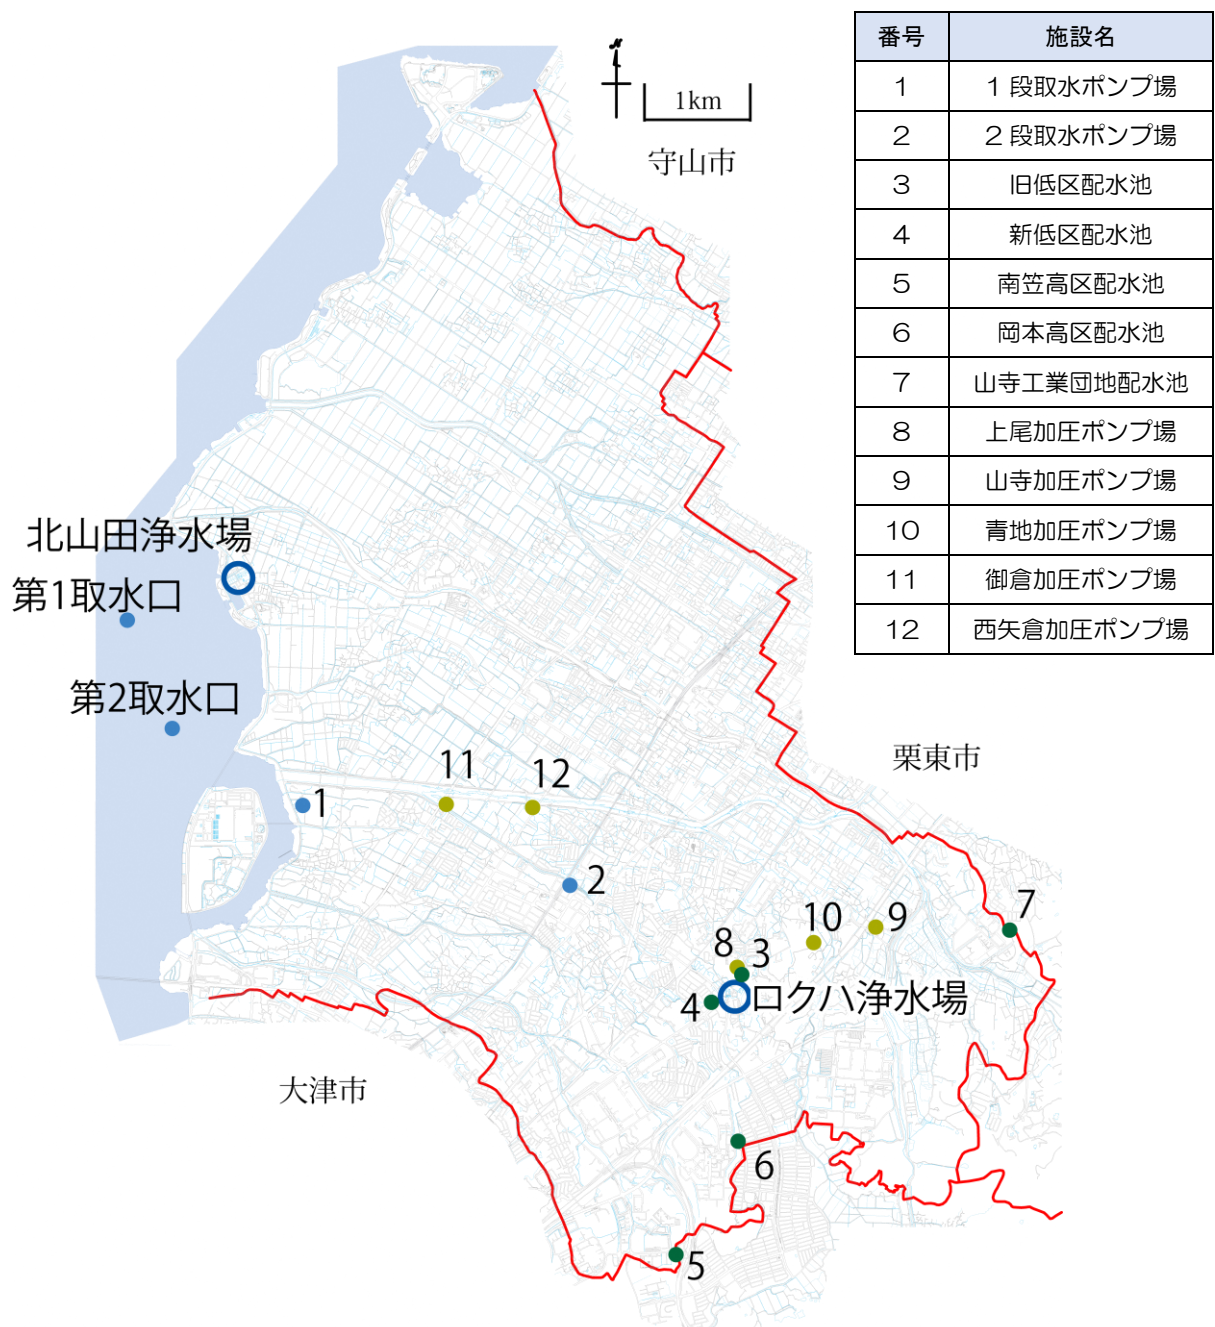 番号 施設名
1 1段取水ポンプ場
2 2段取水ポンプ場
3 旧低区配水池
4 新低区配水池
5 南笠高区配水池
6 岡本高区配水池
7 山寺工業団地配水池
8 上尾加圧ポンプ場
9 山寺加圧ポンプ場
10 青地加圧ポンプ場
11 御倉加圧ポンプ場
12 西矢倉加圧ポンプ場
1km
守山市
北山田浄水場
第1取水口
第2取水口
栗東市
11
12
1
2
7
10
9
8
3
4
ロクハ浄水場
大津市
6
5